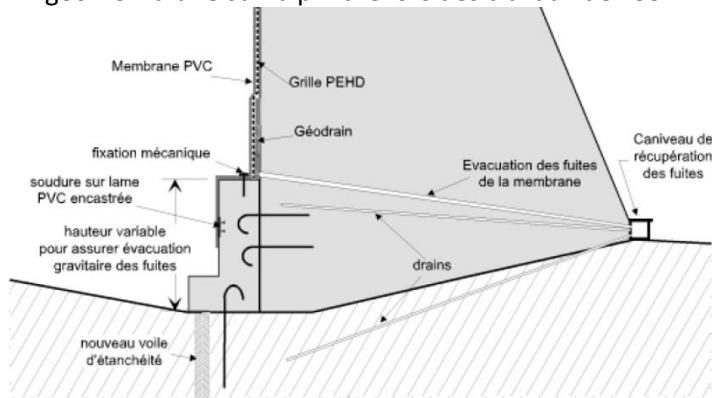 Membrane PVC
Grille PEHD
Géodrain
fixation mécanique
soudure sur lame
PVC encastrée
hauteur variable
pour assurer évacuation
gravitaire des fuites
Evacuation des fuites
de la membrane
Caniveau de
récupération
des fuites
drains
nouveau voile
d'étanchéité